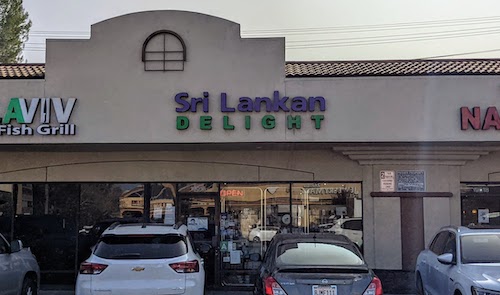 AVIV
Fish Grill
Sri Lankan
DELIGHT
NA
OPEN